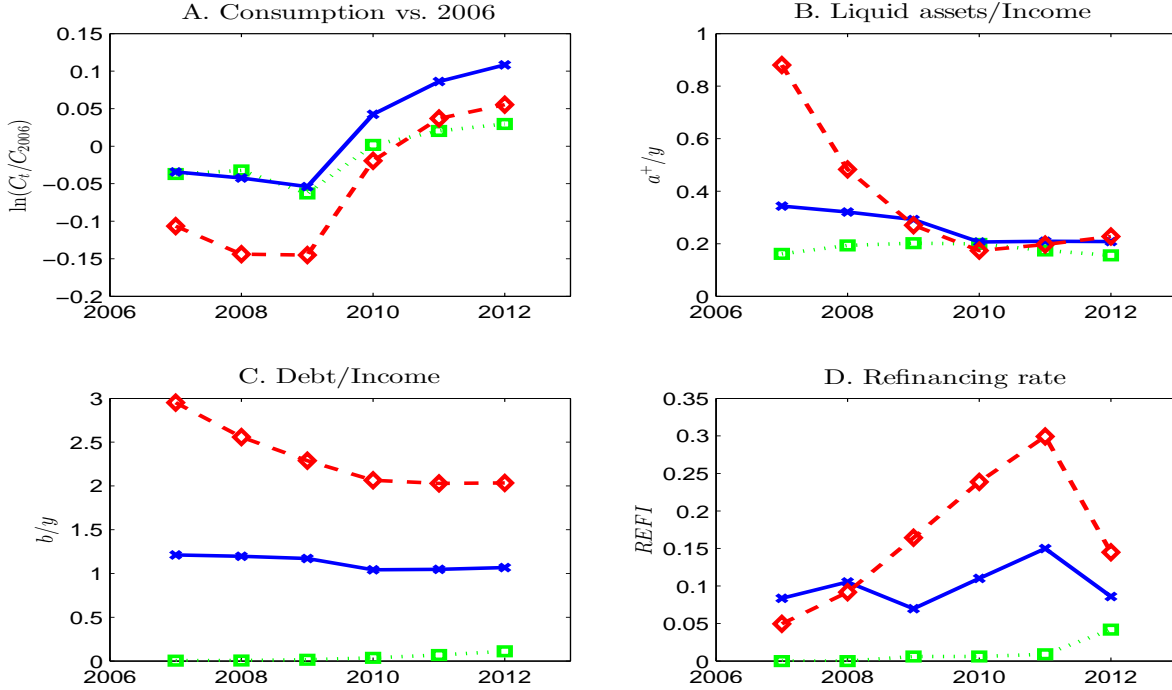 A. Consumption vs. 2006
0.15
0.1
0.05
0
−0.05
−0.1
−0.15
−0.2
ln(C_t/C_2006)
2006 2008 2010 2012
B. Liquid assets/Income
1
0.8
0.6
0.4
0.2
0
a^+/y
2006 2008 2010 2012
C. Debt/Income
3
2.5
2
1.5
1
0.5
0
b/y
2006 2008 2010 2012
D. Refinancing rate
0.35
0.3
0.25
0.2
0.15
0.1
0.05
0
REFI
2006 2008 2010 2012